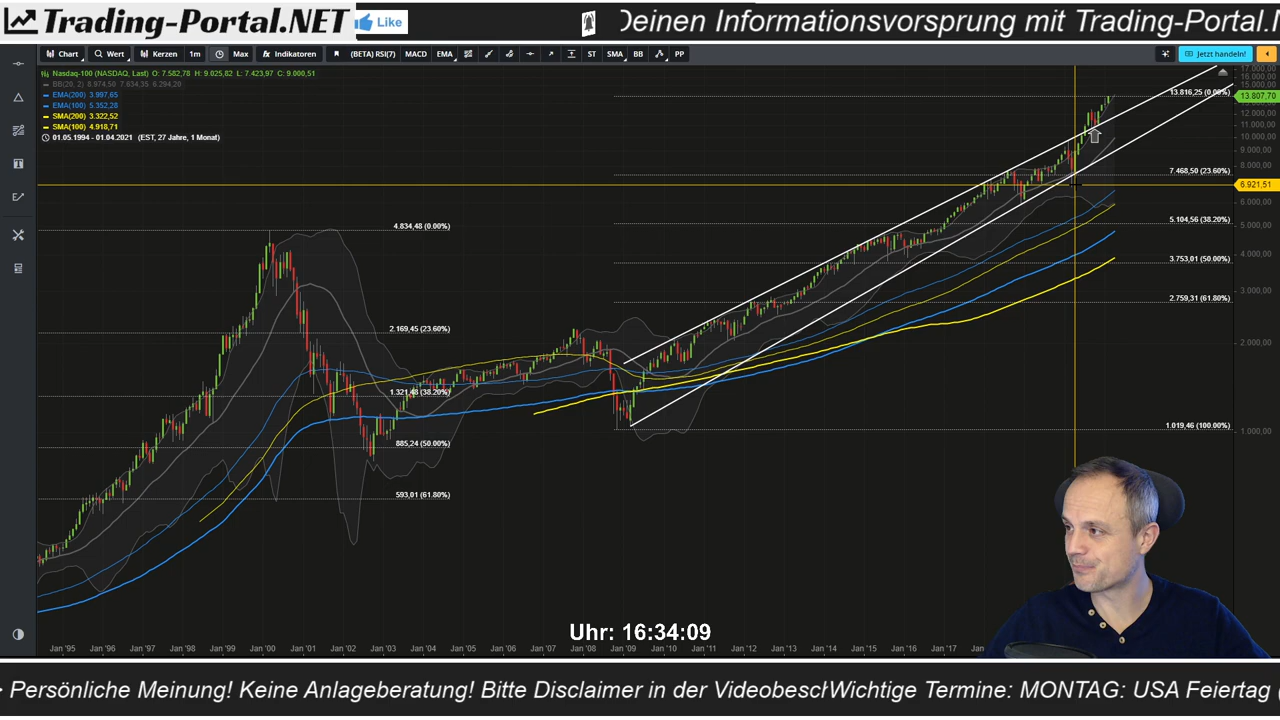 Trading-Portal.NET
Like
Deinen Informationsvorsprung mit Trading-Portal.
Chart Wert Kerzen 1m Max Indikatoren (BETA) RSI(7) MACD EMA ST SMA BB PP Jetzt handeln!
Nasdaq-100 (NASDAQ, Last) O: 7.582,78 H: 9.025,82 L: 7.423,97 C: 9.000,51
BB(20, 2) 8.974,50 7.634,35 6.294,20
EMA(200) 3.997,65
EMA(100) 5.352,28
SMA(200) 3.322,52
SMA(100) 4.918,71
01.05.1994 - 01.04.2021 (EST, 27 Jahre, 1 Monat)
17.000,00
16.000,00
15.000,00
13.816,25 (0.00%)
13.807,70
12.000,00
11.000,00
10.000,00
9.000,00
8.000,00
7.468,50 (23.60%)
6.921,51
6.000,00
5.104,56 (38.20%)
5.000,00
4.834,48 (0.00%)
4.000,00
3.753,01 (50.00%)
3.000,00
2.759,31 (61.80%)
2.169,45 (23.60%)
2.000,00
1.321,48 (38.20%)
1.019,46 (100.00%)
1.000,00
885,24 (50.00%)
593,01 (61.80%)
Uhr: 16:34:09
Jan '95 Jan '96 Jan '97 Jan '98 Jan '99 Jan '00 Jan '01 Jan '02 Jan '03 Jan '04 Jan '05 Jan '06 Jan '07 Jan '08 Jan '09 Jan '10 Jan '11 Jan '12 Jan '13 Jan '14 Jan '15 Jan '16 Jan '17
Persönliche Meinung! Keine Anlageberatung! Bitte Disclaimer in der Videobesch Wichtige Termine: MONTAG: USA Feiertag